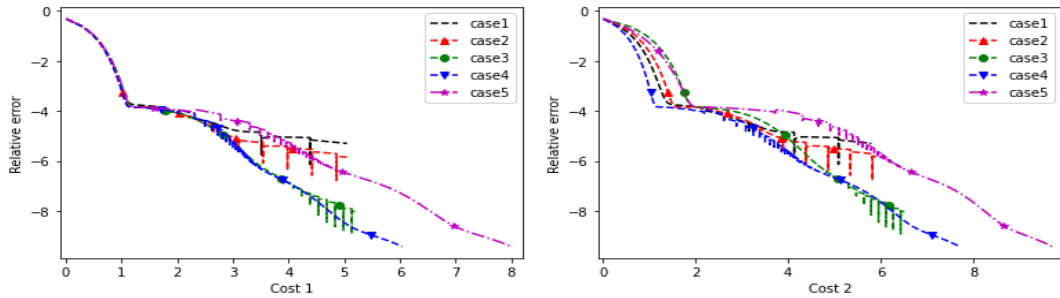 0
−2
−4
−6
−8
Relative error
case1
case2
case3
case4
case5
0 1 2 3 4 5 6 7 8
Cost 1
0
−2
−4
−6
−8
Relative error
case1
case2
case3
case4
case5
0 2 4 6 8
Cost 2